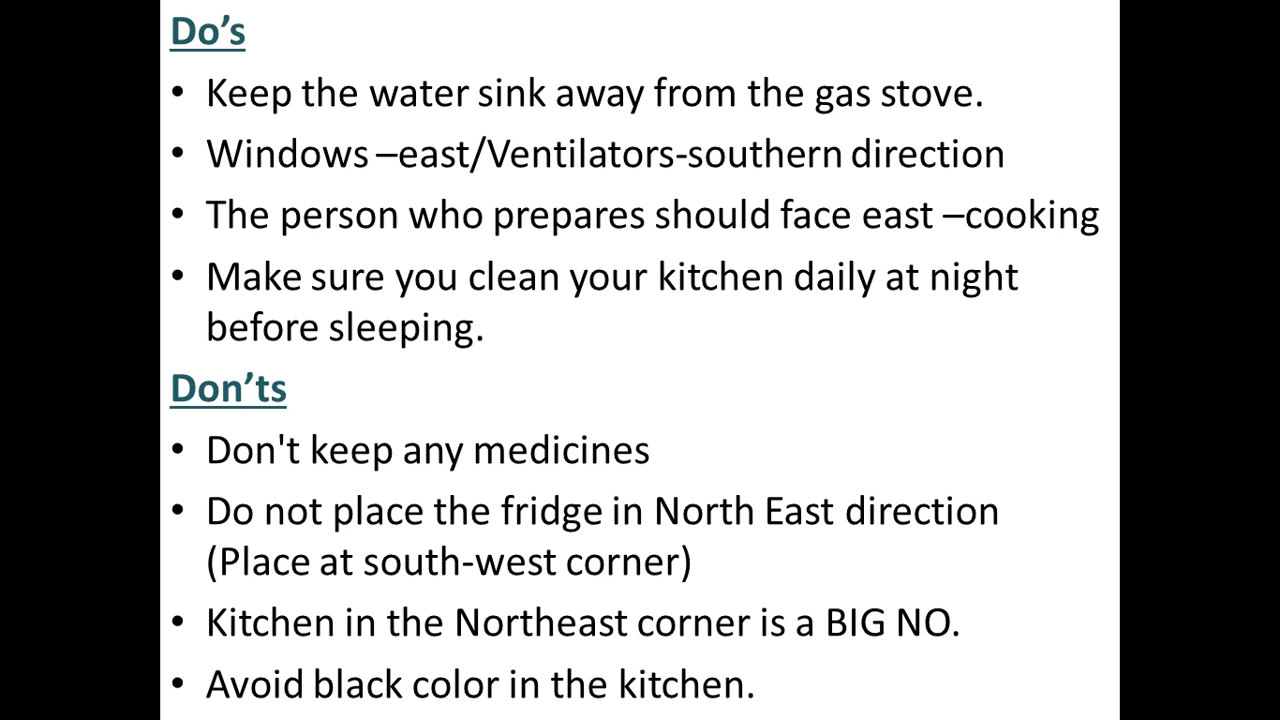 Do’s
• Keep the water sink away from the gas stove.
• Windows –east/Ventilators-southern direction
• The person who prepares should face east –cooking
• Make sure you clean your kitchen daily at night
before sleeping.
Don’ts
• Don't keep any medicines
• Do not place the fridge in North East direction
(Place at south-west corner)
• Kitchen in the Northeast corner is a BIG NO.
• Avoid black color in the kitchen.